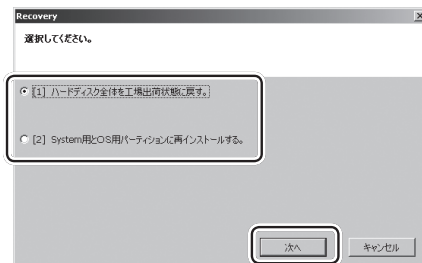 Recovery
選択してください。
[1] ハードディスク全体を工場出荷状態に戻す。
[2] System用とOS用パーティションに再インストールする。
次へ
キャンセル